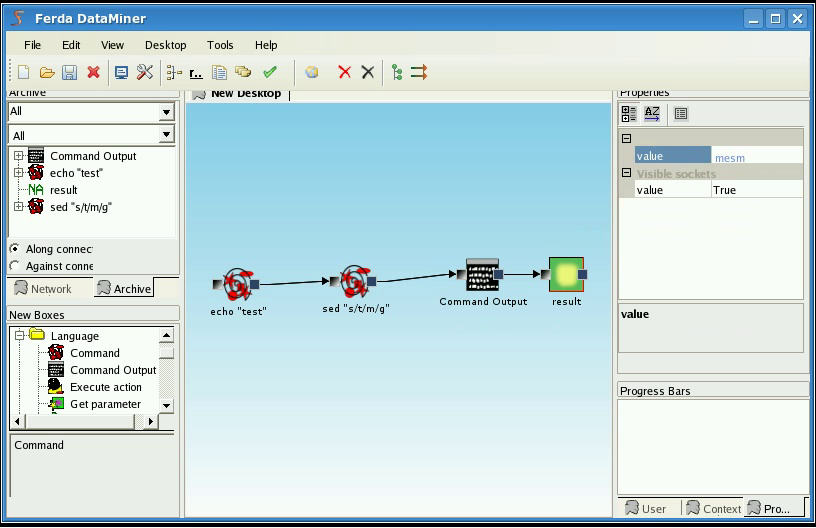 Ferda DataMiner
File Edit View Desktop Tools Help
r..
Archive
All
All
Command Output
echo "test"
result
sed "s/t/m/g"
Along connec
Against conne
Network
Archive
New Boxes
Language
Command
Command Output
Execute action
Get parameter
Command
New Desktop
echo "test"
sed "s/t/m/g"
Command Output
result
Properties
AZ
value mesm
Visible sockets
value True
value
Progress Bars
User
Context
Pro...